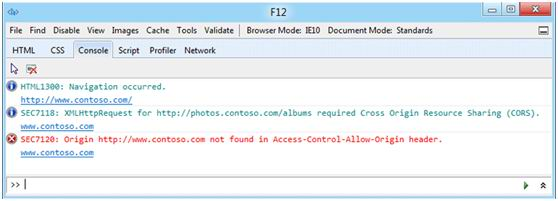 F12
File Find Disable View Images Cache Tools Validate Browser Mode: IE10 Document Mode: Standards
HTML CSS Console Script Profiler Network
HTML1300: Navigation occurred.
http://www.contoso.com/
SEC7118: XMLHttpRequest for http://photos.contoso.com/albums required Cross Origin Resource Sharing (CORS).
www.contoso.com
SEC7120: Origin http://www.contoso.com not found in Access-Control-Allow-Origin header.
www.contoso.com
>>